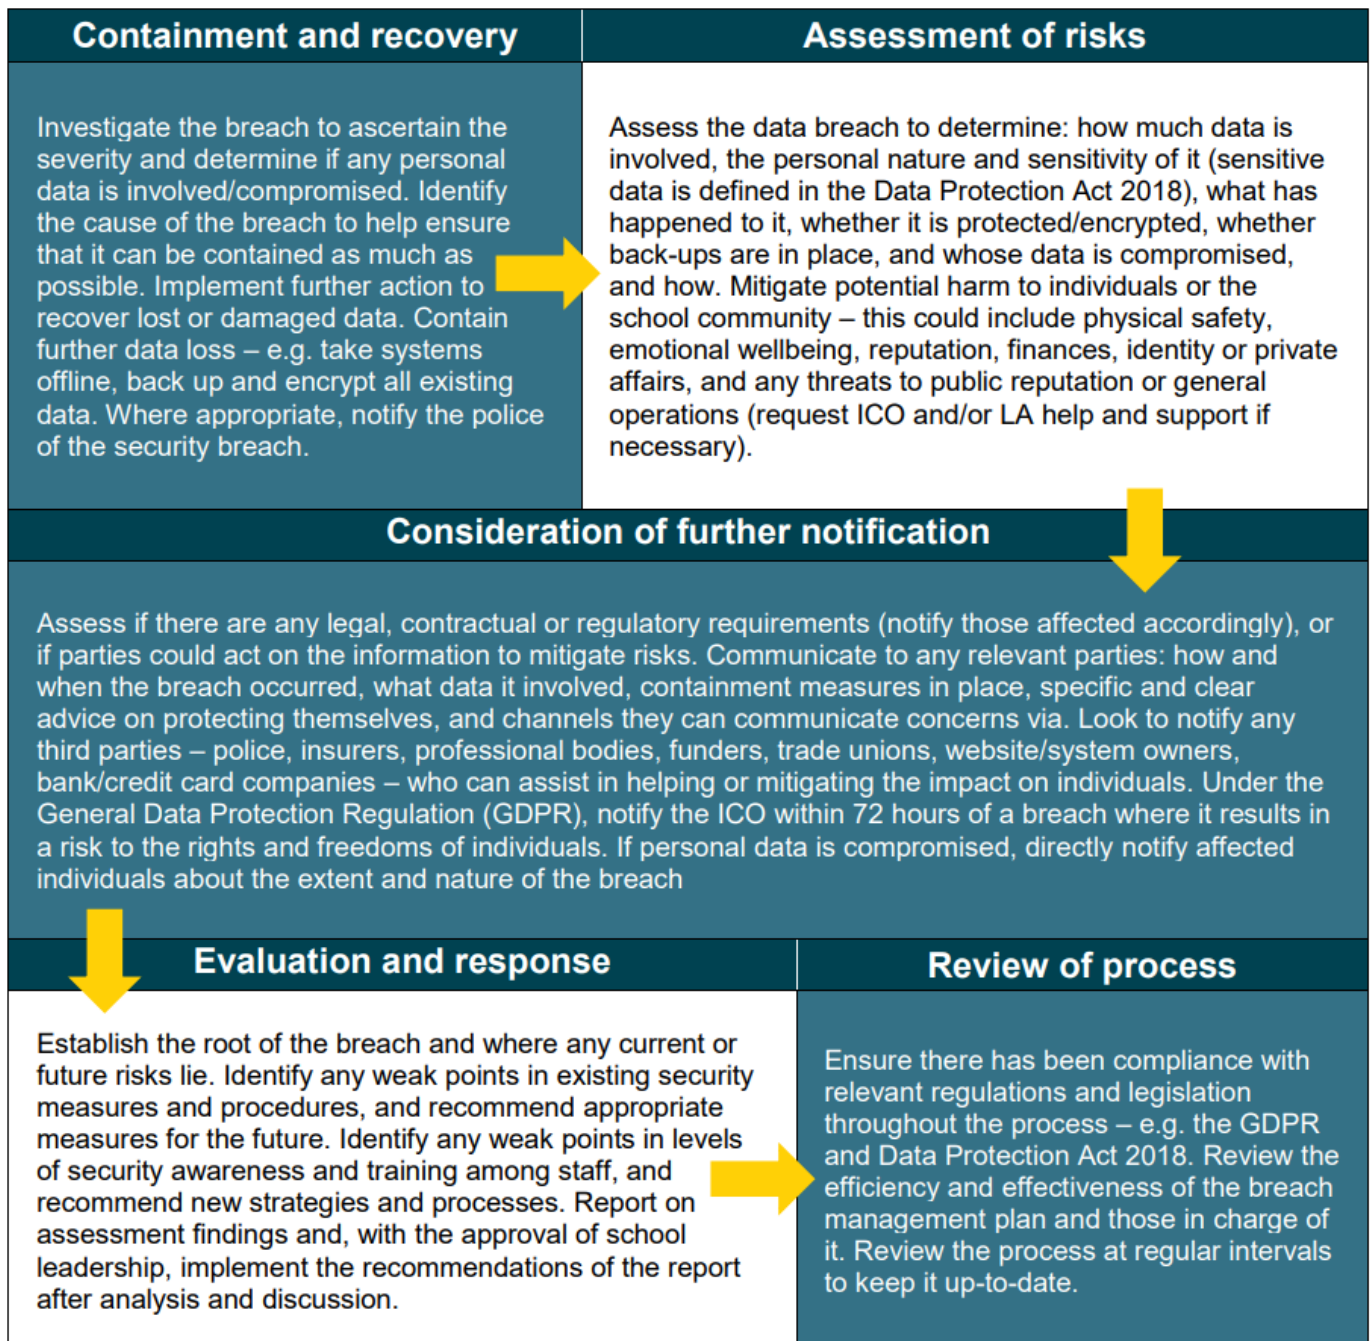 Containment and recovery
Investigate the breach to ascertain the
severity and determine if any personal
data is involved/compromised. Identify
the cause of the breach to help ensure
that it can be contained as much as
possible. Implement further action to
recover lost or damaged data. Contain
further data loss – e.g. take systems
offline, back up and encrypt all existing
data. Where appropriate, notify the police
of the security breach.
Assessment of risks
Assess the data breach to determine: how much data is
involved, the personal nature and sensitivity of it (sensitive
data is defined in the Data Protection Act 2018), what has
happened to it, whether it is protected/encrypted, whether
back-ups are in place, and whose data is compromised,
and how. Mitigate potential harm to individuals or the
school community – this could include physical safety,
emotional wellbeing, reputation, finances, identity or private
affairs, and any threats to public reputation or general
operations (request ICO and/or LA help and support if
necessary).
Consideration of further notification
Assess if there are any legal, contractual or regulatory requirements (notify those affected accordingly), or
if parties could act on the information to mitigate risks. Communicate to any relevant parties: how and
when the breach occurred, what data it involved, containment measures in place, specific and clear
advice on protecting themselves, and channels they can communicate concerns via. Look to notify any
third parties – police, insurers, professional bodies, funders, trade unions, website/system owners,
bank/credit card companies – who can assist in helping or mitigating the impact on individuals. Under the
General Data Protection Regulation (GDPR), notify the ICO within 72 hours of a breach where it results in
a risk to the rights and freedoms of individuals. If personal data is compromised, directly notify affected
individuals about the extent and nature of the breach
Evaluation and response
Establish the root of the breach and where any current or
future risks lie. Identify any weak points in existing security
measures and procedures, and recommend appropriate
measures for the future. Identify any weak points in levels
of security awareness and training among staff, and
recommend new strategies and processes. Report on
assessment findings and, with the approval of school
leadership, implement the recommendations of the report
after analysis and discussion.
Review of process
Ensure there has been compliance with
relevant regulations and legislation
throughout the process – e.g. the GDPR
and Data Protection Act 2018. Review the
efficiency and effectiveness of the breach
management plan and those in charge of
it. Review the process at regular intervals
to keep it up-to-date.